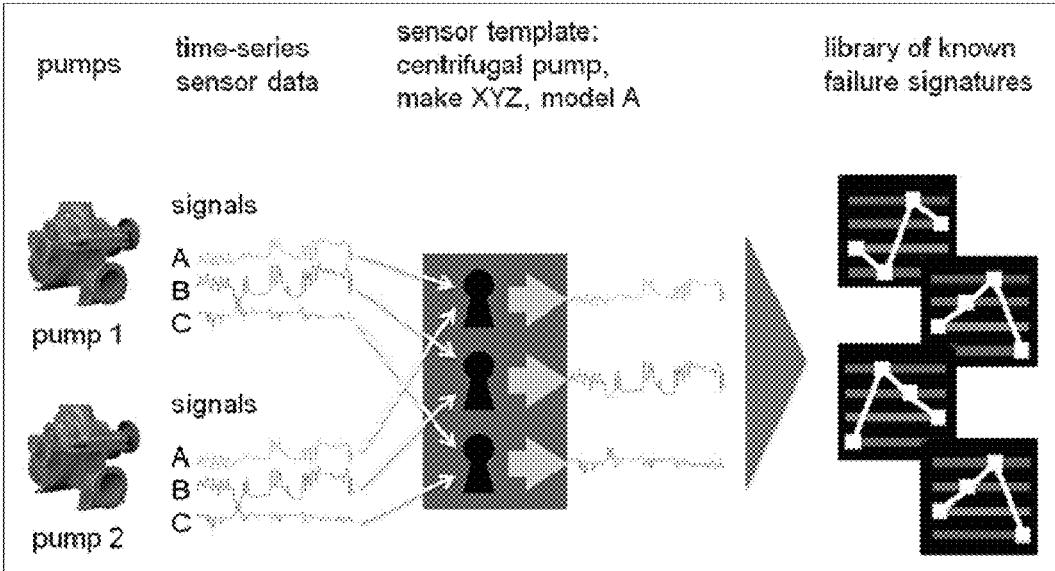 pumps
time-series
sensor data
sensor template:
centrifugal pump,
make XYZ, model A
library of known
failure signatures
signals
A
B
C
pump 1
signals
A
B
C
pump 2